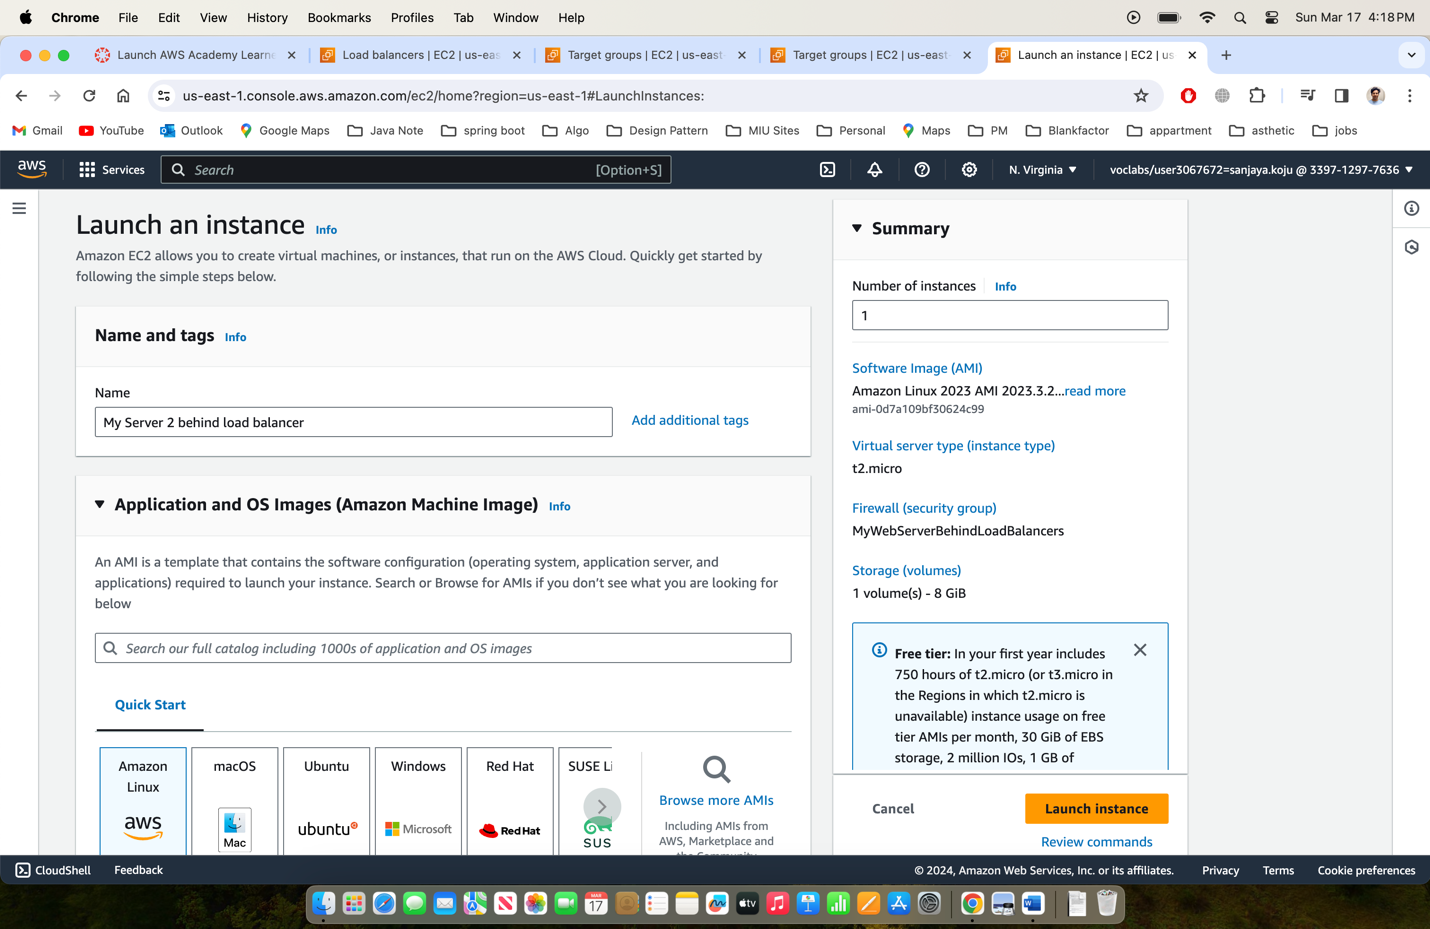 Chrome File Edit View History Bookmarks Profiles Tab Window Help Sun Mar 17 4:18 PM
Launch AWS Academy Learne Load balancers | EC2 | us-eas Target groups | EC2 | us-east- Target groups | EC2 | us-east- Launch an instance | EC2 | us
us-east-1.console.aws.amazon.com/ec2/home?region=us-east-1#LaunchInstances:
Gmail YouTube Outlook Google Maps Java Note spring boot Algo Design Pattern MIU Sites Personal Maps PM Blankfactor appartment asthetic jobs
aws Services Search [Option+S] N. Virginia voclabs/user3067672=sanjaya.koju @ 3397-1297-7636
Launch an instance Info
Amazon EC2 allows you to create virtual machines, or instances, that run on the AWS Cloud. Quickly get started by
following the simple steps below.
Name and tags Info
Name
My Server 2 behind load balancer
Add additional tags
Application and OS Images (Amazon Machine Image) Info
An AMI is a template that contains the software configuration (operating system, application server, and
applications) required to launch your instance. Search or Browse for AMIs if you don't see what you are looking for
below
Search our full catalog including 1000s of application and OS images
Quick Start
Amazon
Linux
aws
macOS
Mac
Ubuntu
ubuntu
Windows
Microsoft
Red Hat
Red Hat
SUSE Li
SUS
Browse more AMIs
Including AMIs from
AWS, Marketplace and
the Community
Summary
Number of instances Info
1
Software Image (AMI)
Amazon Linux 2023 AMI 2023.3.2...read more
ami-0d7a109bf30624c99
Virtual server type (instance type)
t2.micro
Firewall (security group)
MyWebServerBehindLoadBalancers
Storage (volumes)
1 volume(s) - 8 GiB
Free tier: In your first year includes
750 hours of t2.micro (or t3.micro in
the Regions in which t2.micro is
unavailable) instance usage on free
tier AMIs per month, 30 GiB of EBS
storage, 2 million IOs, 1 GB of
Cancel Launch instance
Review commands
CloudShell Feedback © 2024, Amazon Web Services, Inc. or its affiliates. Privacy Terms Cookie preferences
MAR
17
tv